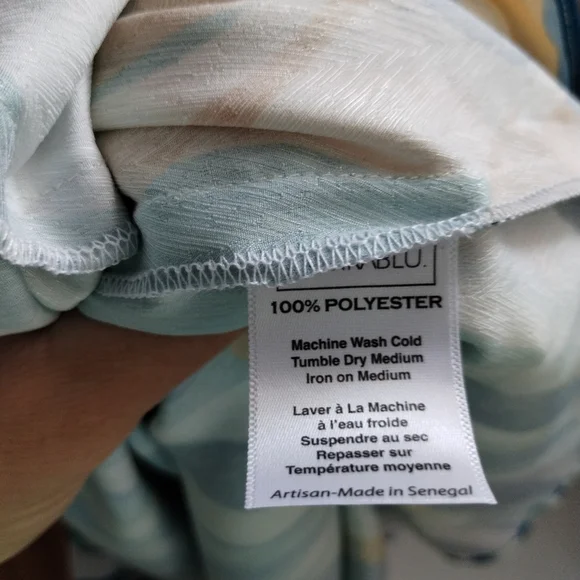 100% POLYESTER
Machine Wash Cold
Tumble Dry Medium
Iron on Medium
Laver à La Machine
à l'eau froide
Suspendre au sec
Repasser sur
Température moyenne
Artisan-Made in Senegal